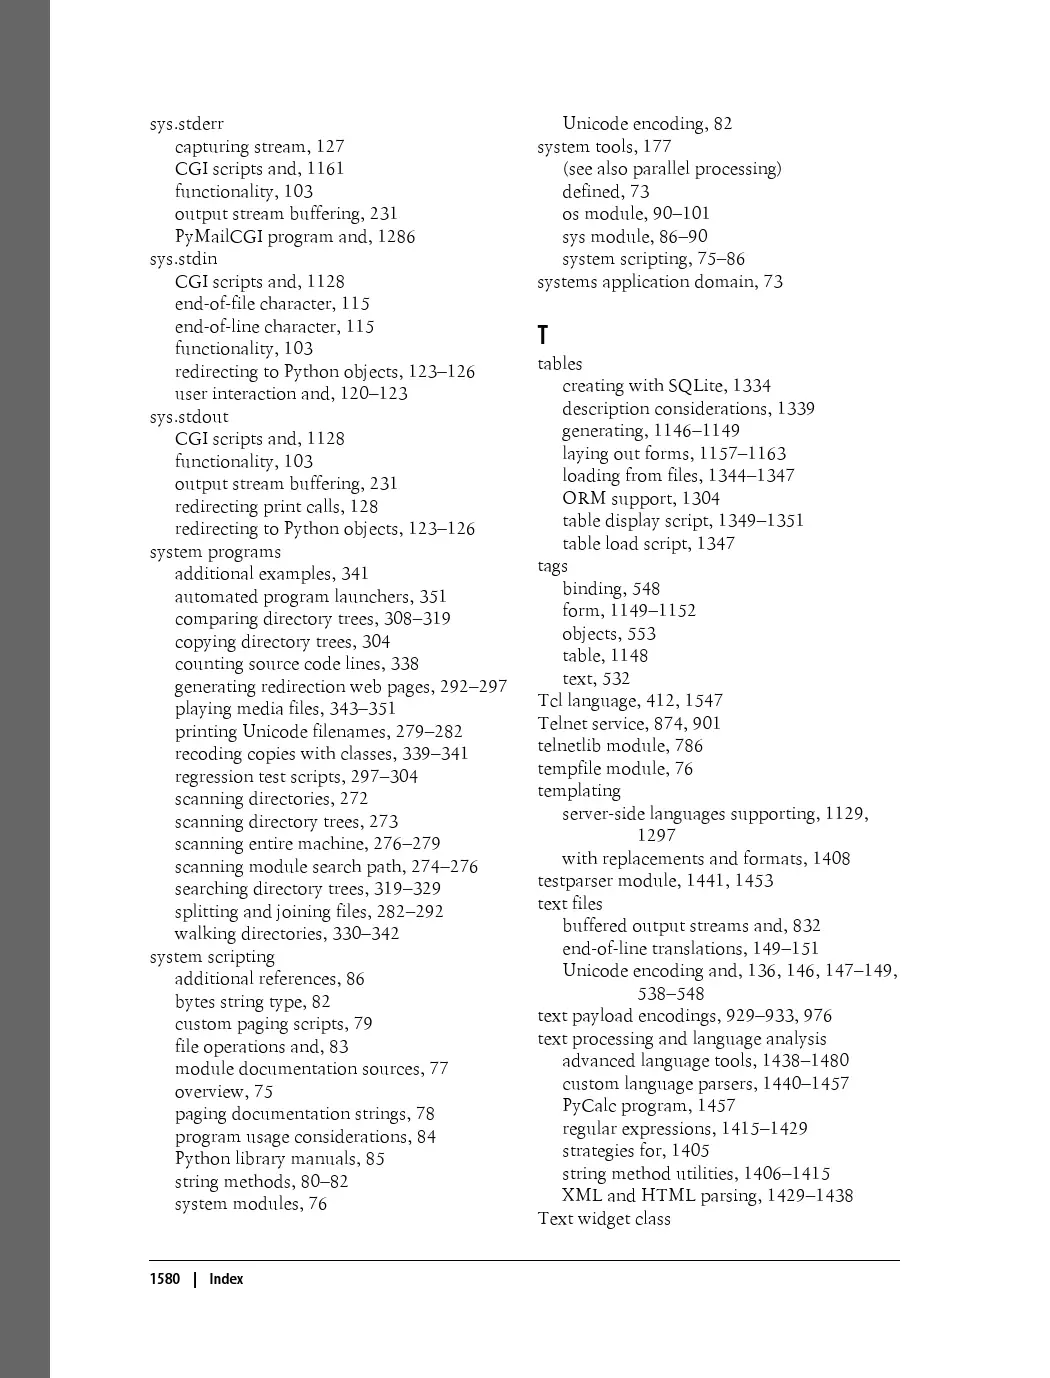 sys.stderr
capturing stream, 127
CGI scripts and, 1161
functionality, 103
output stream buffering, 231
PyMailCGI program and, 1286
sys.stdin
CGI scripts and, 1128
end-of-file character, 115
end-of-line character, 115
functionality, 103
redirecting to Python objects, 123–126
user interaction and, 120–123
sys.stdout
CGI scripts and, 1128
functionality, 103
output stream buffering, 231
redirecting print calls, 128
redirecting to Python objects, 123–126
system programs
additional examples, 341
automated program launchers, 351
comparing directory trees, 308–319
copying directory trees, 304
counting source code lines, 338
generating redirection web pages, 292–297
playing media files, 343–351
printing Unicode filenames, 279–282
recoding copies with classes, 339–341
regression test scripts, 297–304
scanning directories, 272
scanning directory trees, 273
scanning entire machine, 276–279
scanning module search path, 274–276
searching directory trees, 319–329
splitting and joining files, 282–292
walking directories, 330–342
system scripting
additional references, 86
bytes string type, 82
custom paging scripts, 79
file operations and, 83
module documentation sources, 77
overview, 75
paging documentation strings, 78
program usage considerations, 84
Python library manuals, 85
string methods, 80–82
system modules, 76
Unicode encoding, 82
system tools, 177
(see also parallel processing)
defined, 73
os module, 90–101
sys module, 86–90
system scripting, 75–86
systems application domain, 73
T
tables
creating with SQLite, 1334
description considerations, 1339
generating, 1146–1149
laying out forms, 1157–1163
loading from files, 1344–1347
ORM support, 1304
table display script, 1349–1351
table load script, 1347
tags
binding, 548
form, 1149–1152
objects, 553
table, 1148
text, 532
Tcl language, 412, 1547
Telnet service, 874, 901
telnetlib module, 786
tempfile module, 76
templating
server-side languages supporting, 1129,
1297
with replacements and formats, 1408
testparser module, 1441, 1453
text files
buffered output streams and, 832
end-of-line translations, 149–151
Unicode encoding and, 136, 146, 147–149,
538–548
text payload encodings, 929–933, 976
text processing and language analysis
advanced language tools, 1438–1480
custom language parsers, 1440–1457
PyCalc program, 1457
regular expressions, 1415–1429
strategies for, 1405
string method utilities, 1406–1415
XML and HTML parsing, 1429–1438
Text widget class
1580 | Index